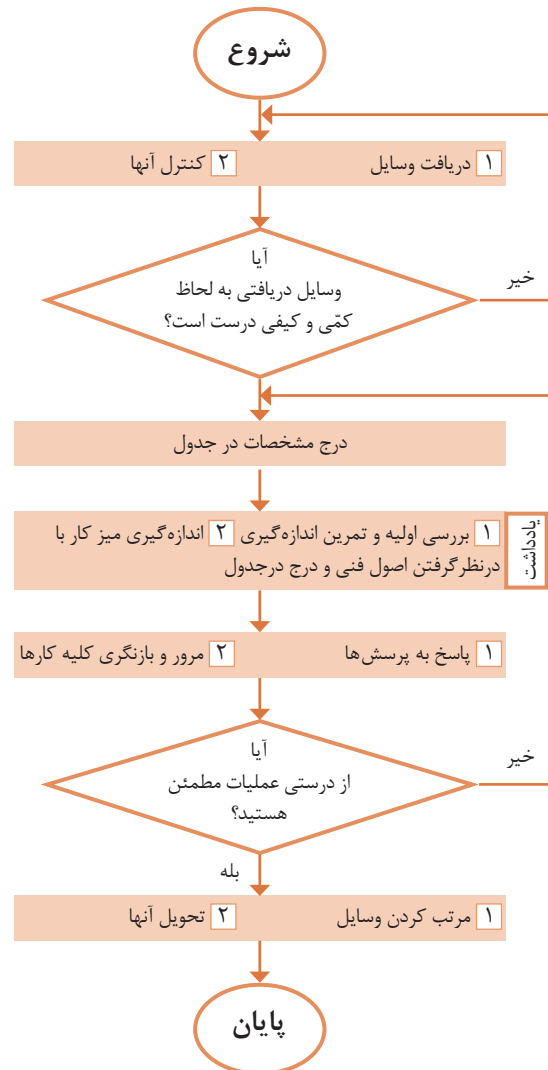 شروع
۱ دریافت وسایل ۲ کنترل آنها
آیا
وسایل دریافتی به لحاظ
کمّی و کیفی درست است؟
خیر
درج مشخصات در جدول
یادداشت
۱ بررسی اولیه و تمرین اندازه‌گیری ۲ اندازه‌گیری میز کار با
درنظرگرفتن اصول فنی و درج درجدول
۱ پاسخ به پرسش‌ها ۲ مرور و بازنگری کلیه کارها
آیا
از درستی عملیات مطمئن
هستید؟
خیر
بله
۱ مرتب کردن وسایل ۲ تحویل آنها
پایان